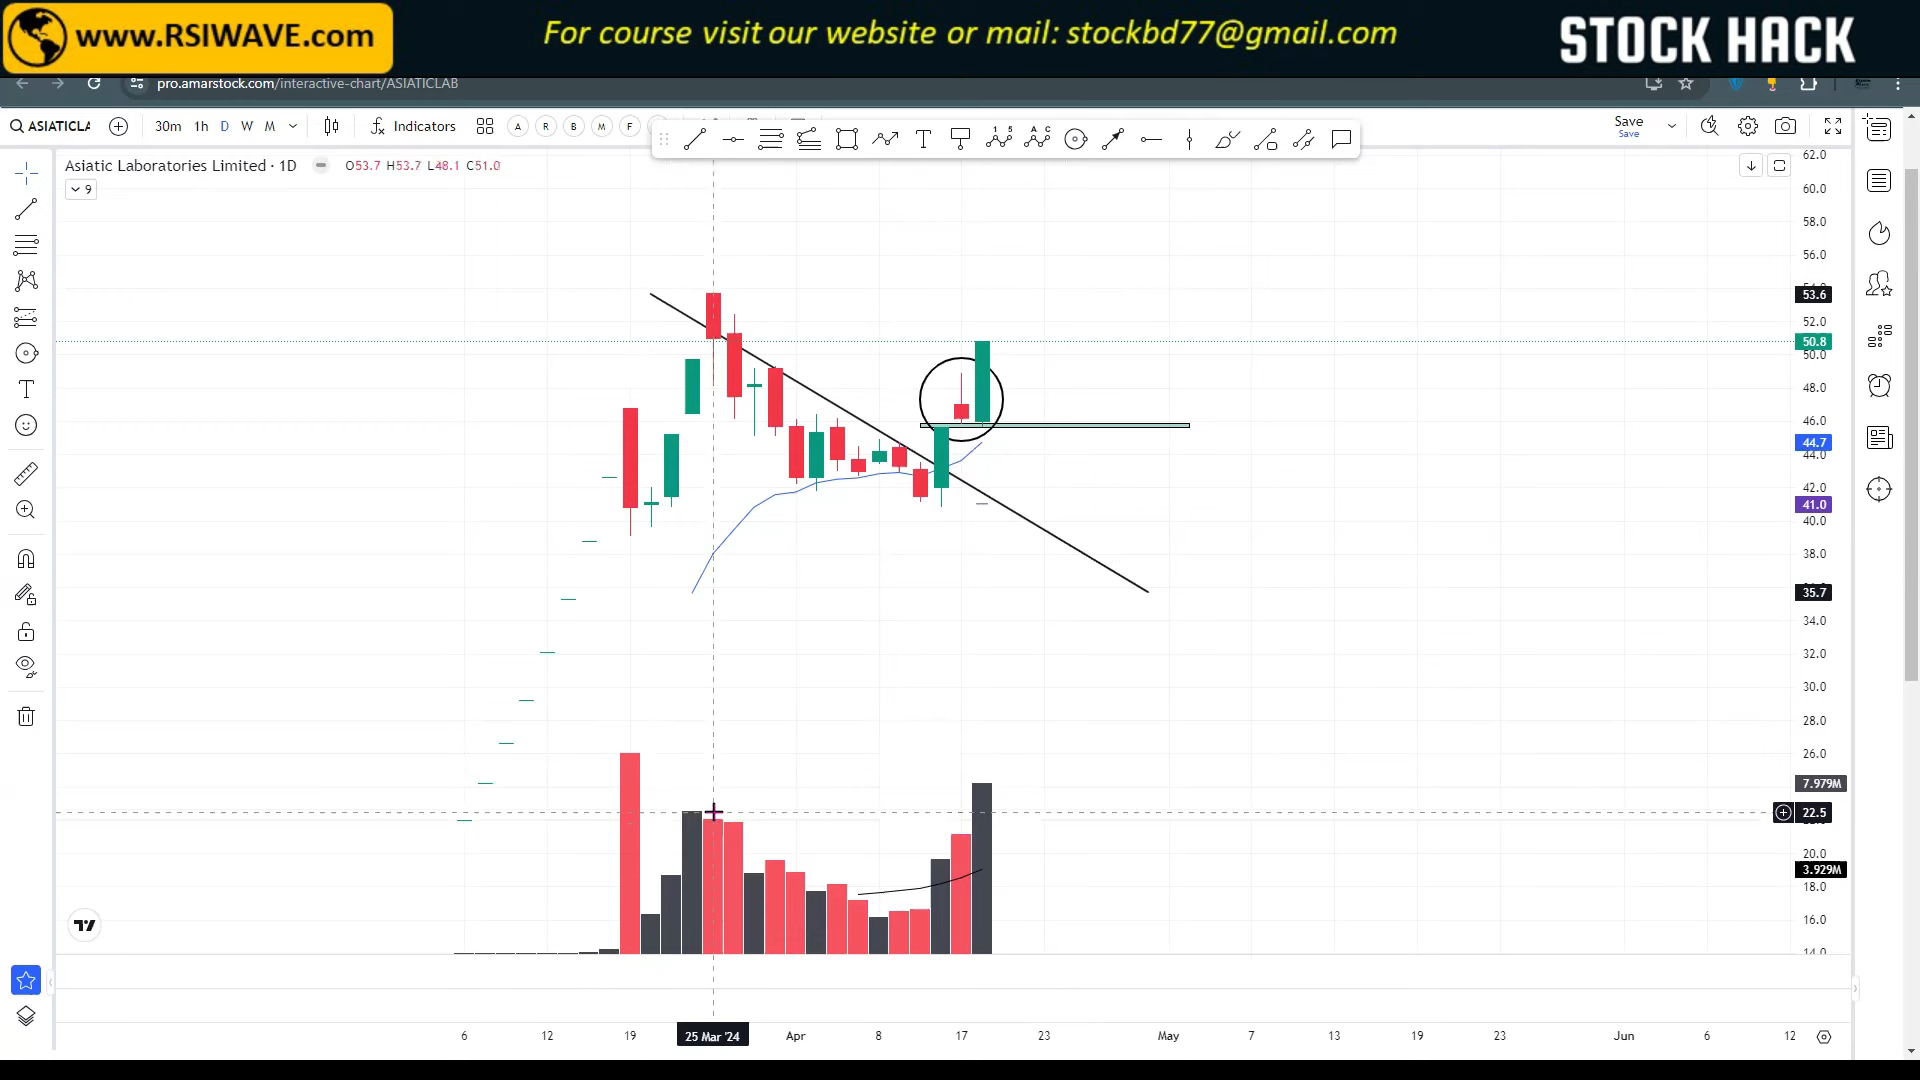 www.RSIWAVE.com
For course visit our website or mail: stockbd77@gmail.com
STOCK HACK
pro.amarstock.com/interactive-chart/ASIATICLAB
ASIATICLA
30m 1h D W M
Indicators
A R B M F
1 5
A C
Save
Save
Asiatic Laboratories Limited · 1D
O53.7 H53.7 L48.1 C51.0
9
62.0
60.0
58.0
56.0
53.6
52.0
50.8
50.0
48.0
46.0
44.7
44.0
42.0
41.0
40.0
38.0
35.7
34.0
32.0
30.0
28.0
26.0
7.979M
22.5
20.0
3.929M
18.0
16.0
14.0
6 12 19 25 Mar '24 Apr 8 17 23 May 7 13 19 23 Jun 6 12